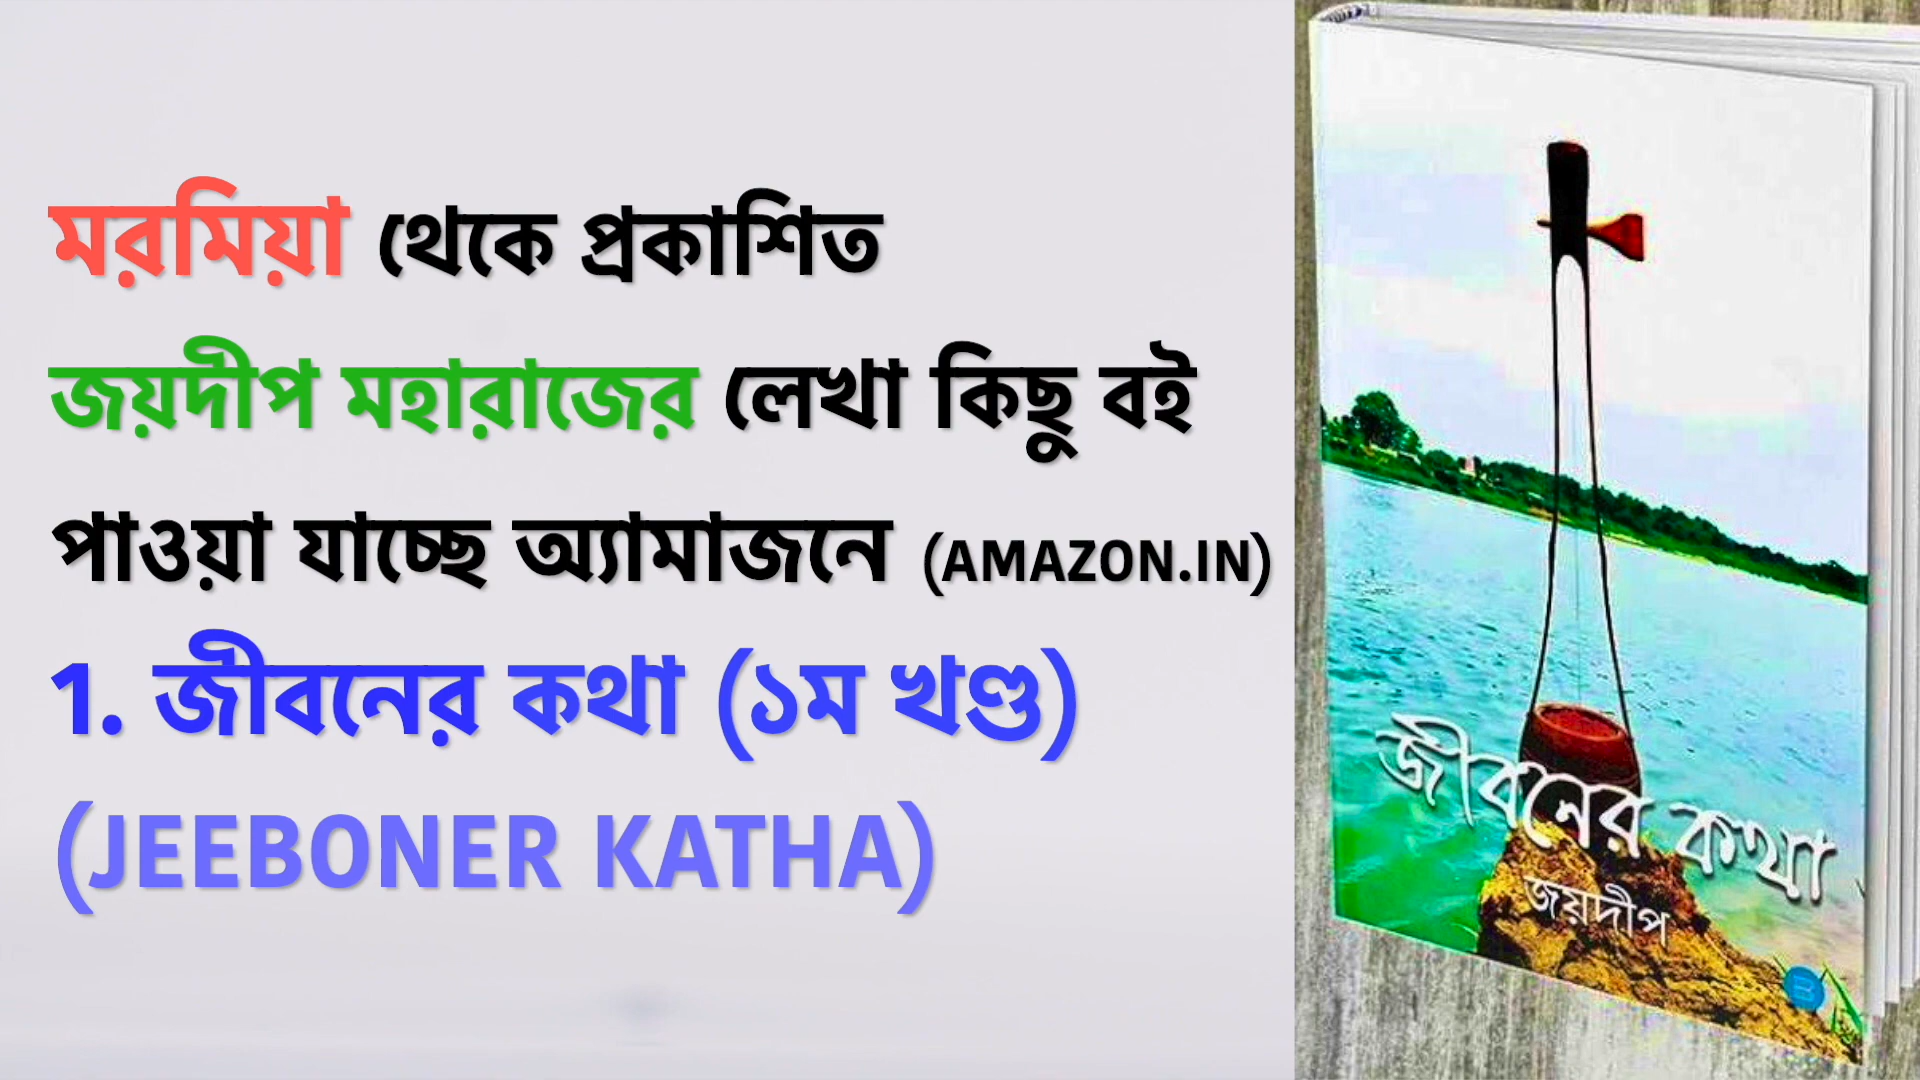 মরমিয়া থেকে প্রকাশিত
জয়দীপ মহারাজের লেখা কিছু বই
পাওয়া যাচ্ছে অ্যামাজনে (AMAZON.IN)
1. জীবনের কথা (১ম খণ্ড)
(JEEBONER KATHA)
জীবনের কথা
জয়দীপ
B